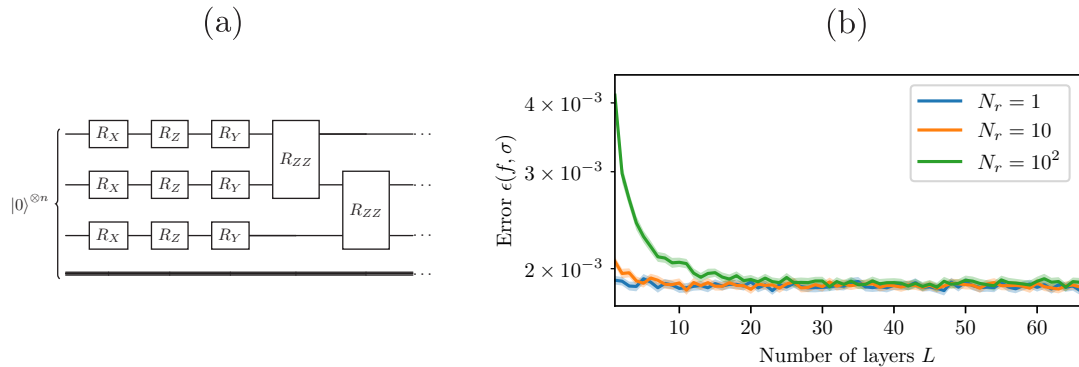 (a)
R_X R_Z R_Y R_ZZ ...
|0⟩^{⊗n} R_X R_Z R_Y R_ZZ ...
R_X R_Z R_Y ...
...
(b)
Error ϵ(f, σ)
4 × 10^{−3}
3 × 10^{−3}
2 × 10^{−3}
N_r = 1
N_r = 10
N_r = 10^2
10 20 30 40 50 60
Number of layers L